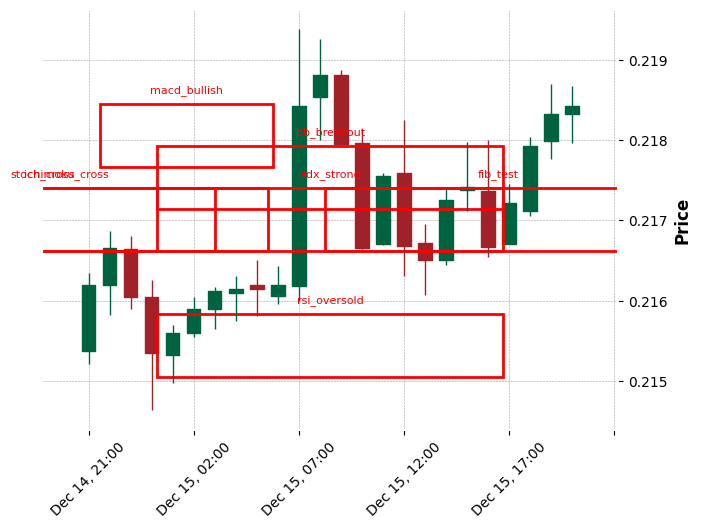 macd_bullish
bb_breakout
adx_strong
fib_test
rsi_oversold
0.219
0.218
0.217
0.216
0.215
Price
Dec 14, 21:00
Dec 15, 02:00
Dec 15, 07:00
Dec 15, 12:00
Dec 15, 17:00